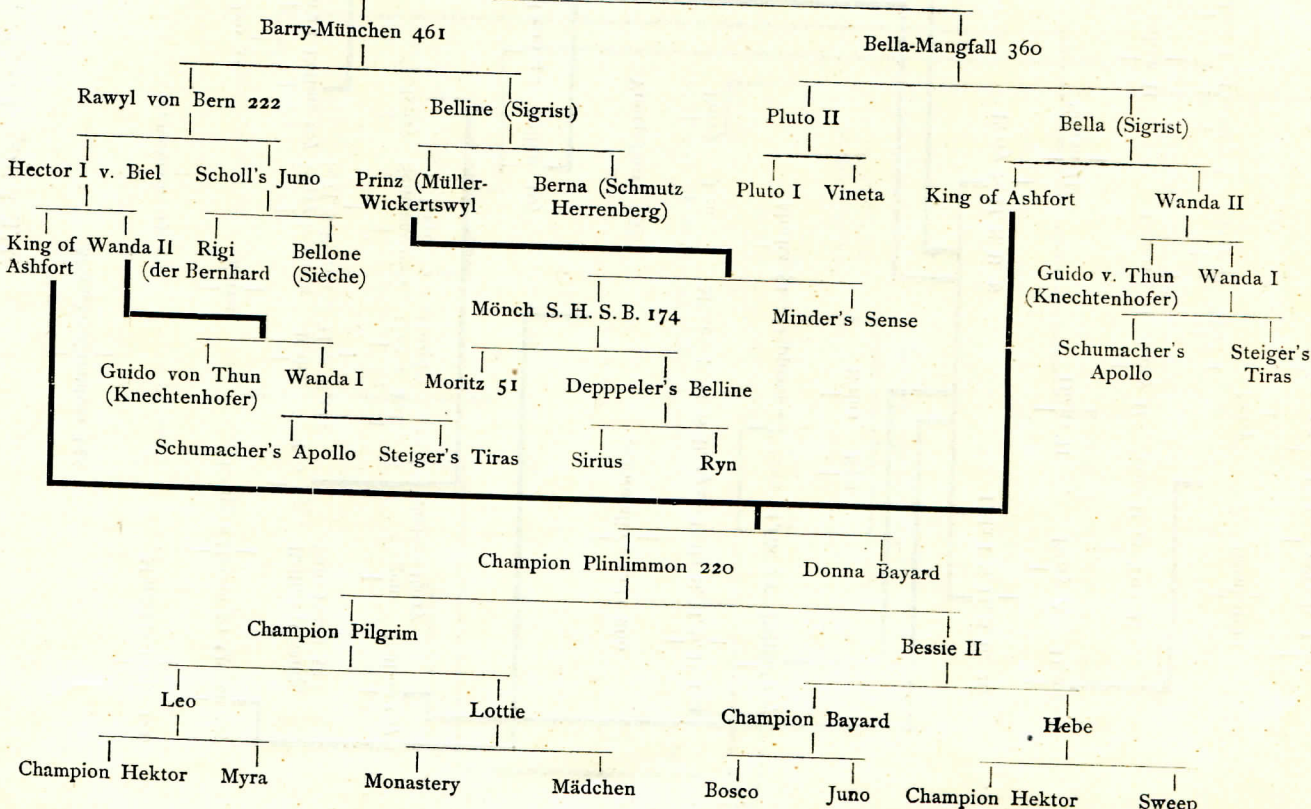 Barry-München 461
Bella-Mangfall 360
Rawyl von Bern 222
Belline (Sigrist)
Pluto II
Bella (Sigrist)
Hector I v. Biel
Scholl's Juno
Prinz (Müller-
Wickertswyl
Berna (Schmutz
Herrenberg)
Pluto I
Vineta
King of Ashfort
Wanda II
King of
Ashfort
Wanda II
Rigi
(der Bernhard
Bellone
(Sièche)
Guido v. Thun
(Knechtenhofer)
Wanda I
Mönch S. H. S. B. 174
Minder's Sense
Schumacher's
Apollo
Steiger's
Tiras
Guido von Thun
(Knechtenhofer)
Wanda I
Moritz 51
Depppeler's Belline
Schumacher's Apollo
Steiger's Tiras
Sirius
Ryn
Champion Plinlimmon 220
Donna Bayard
Champion Pilgrim
Bessie II
Leo
Lottie
Champion Bayard
Hebe
Champion Hektor
Myra
Monastery
Mädchen
Bosco
Juno
Champion Hektor
Sweep